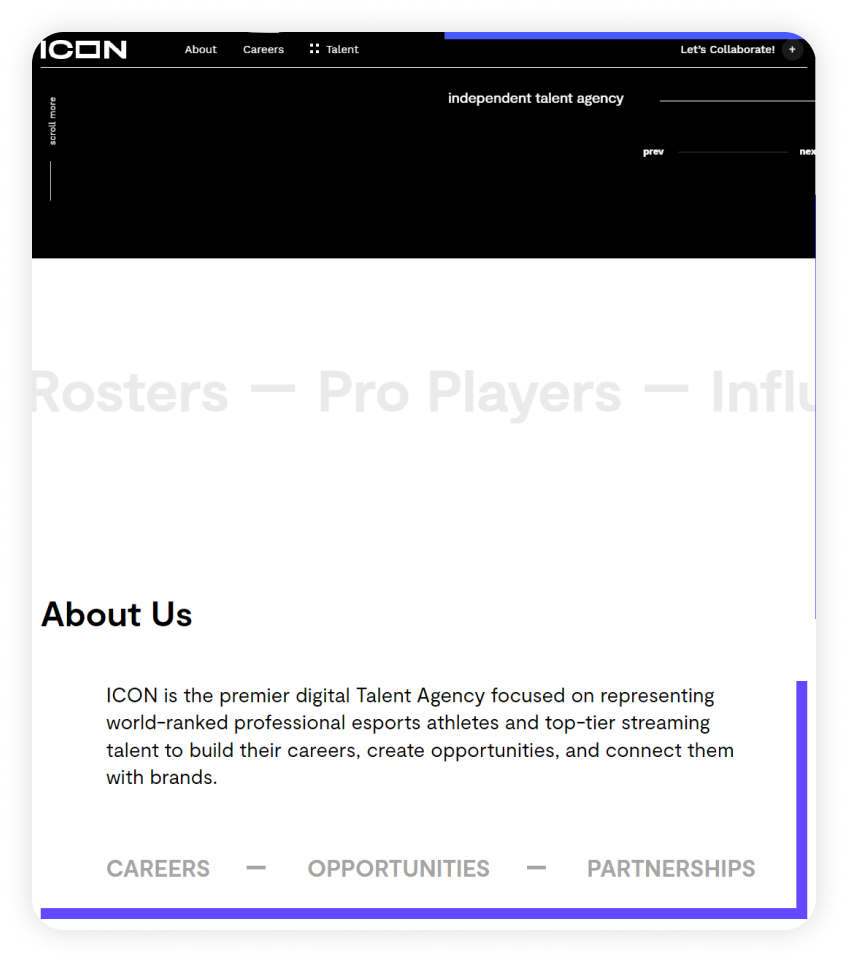 ICON
About Careers Talent Let's Collaborate! +
scroll more
independent talent agency
prev
Rosters — Pro Players —
About Us
ICON is the premier digital Talent Agency focused on representing
world-ranked professional esports athletes and top-tier streaming
talent to build their careers, create opportunities, and connect them
with brands.
CAREERS — OPPORTUNITIES — PARTNERSHIPS